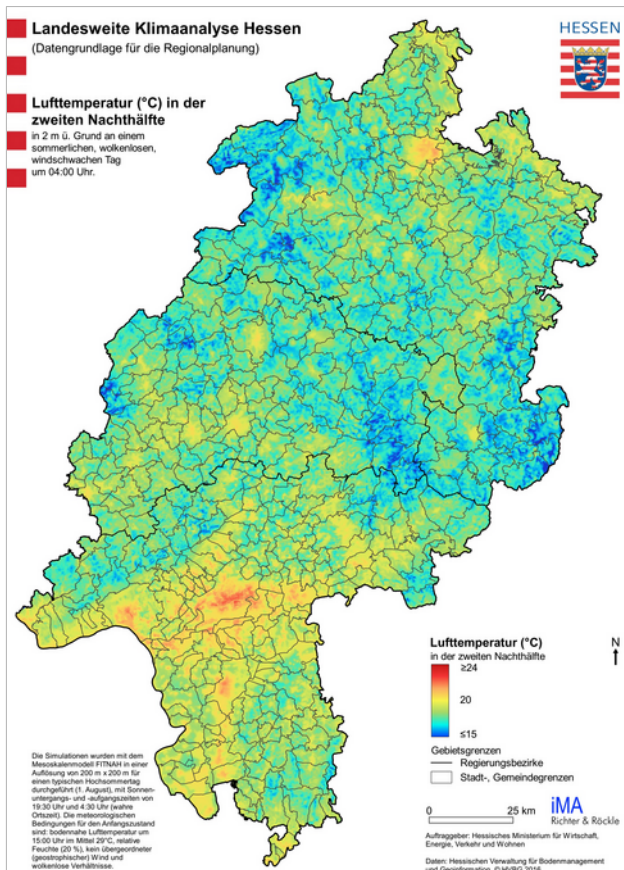 Landesweite Klimaanalyse Hessen
(Datengrundlage für die Regionalplanung)
HESSEN
Lufttemperatur (°C) in der
zweiten Nachthälfte
in 2 m ü. Grund an einem
sommerlichen, wolkenlosen,
windschwachen Tag
um 04:00 Uhr.
Lufttemperatur (°C)
in der zweiten Nachthälfte
≥24
20
≤15
N
Gebietsgrenzen
Regierungsbezirke
Stadt-, Gemeindegrenzen
0 25 km
iMA
Richter & Röckle
Auftraggeber: Hessisches Ministerium für Wirtschaft,
Energie, Verkehr und Wohnen
Daten: Hessischen Verwaltung für Bodenmanagement
und Geoinformation, © HVBG 2016
Die Simulationen wurden mit dem
Mesoskalenmodell FITNAH in einer
Auflösung von 200 m x 200 m für
einen typischen Hochsommertag
durchgeführt (1. August), mit Sonnen-
untergangs- und -aufgangszeiten von
19:30 Uhr und 4:30 Uhr (wahre
Ortszeit). Die meteorologischen
Bedingungen für den Anfangszustand
sind: bodennahe Lufttemperatur um
15:00 Uhr im Mittel 29°C, relative
Feuchte (20 %), kein übergeordneter
(geostrophischer) Wind und
wolkenlose Verhältnisse.